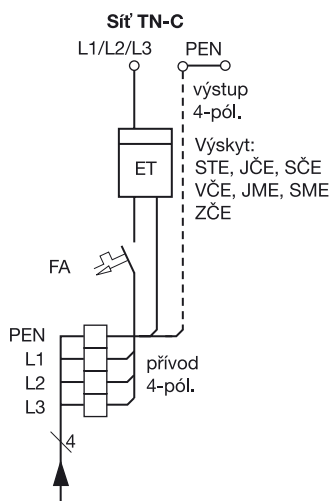 Síť TN-C
L1/L2/L3
PEN
výstup
4-pól.
Výskyt:
STE, JČE, SČE
VČE, JME, SME
ZČE
ET
FA
PEN
L1
L2
L3
přívod
4-pól.
4